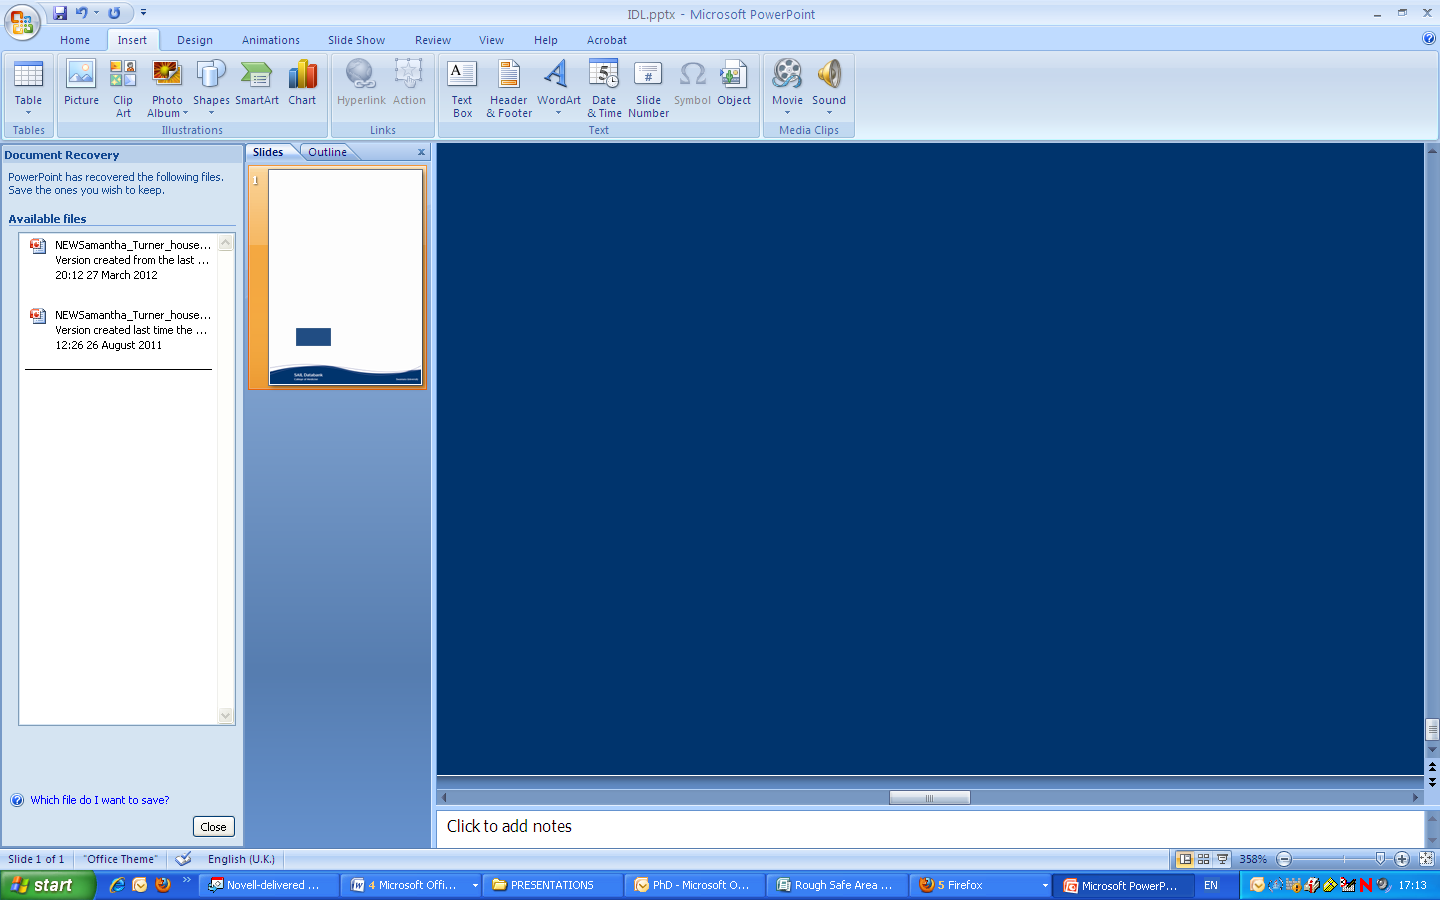 IDL.pptx - Microsoft PowerPoint
Home Insert Design Animations Slide Show Review View Help Acrobat
Table Picture Clip Art Photo Album Shapes SmartArt Chart Hyperlink Action Text Box Header & Footer WordArt Date & Time Slide Number Symbol Object Movie Sound
Tables Illustrations Links Text Media Clips
Document Recovery
PowerPoint has recovered the following files.
Save the ones you wish to keep.
Available files
NEWSamantha_Turner_house...
Version created from the last ...
20:12 27 March 2012
NEWSamantha_Turner_house...
Version created last time the ...
12:26 26 August 2011
Which file do I want to save?
Close
Slides Outline x
1
SAIL Databank
Click to add notes
Slide 1 of 1 "Office Theme" English (U.K.) 358%
start Novell-delivered ... 4 Microsoft Offi... PRESENTATIONS PhD - Microsoft O... Rough Safe Area ... 5 Firefox Microsoft PowerP... EN 17:13